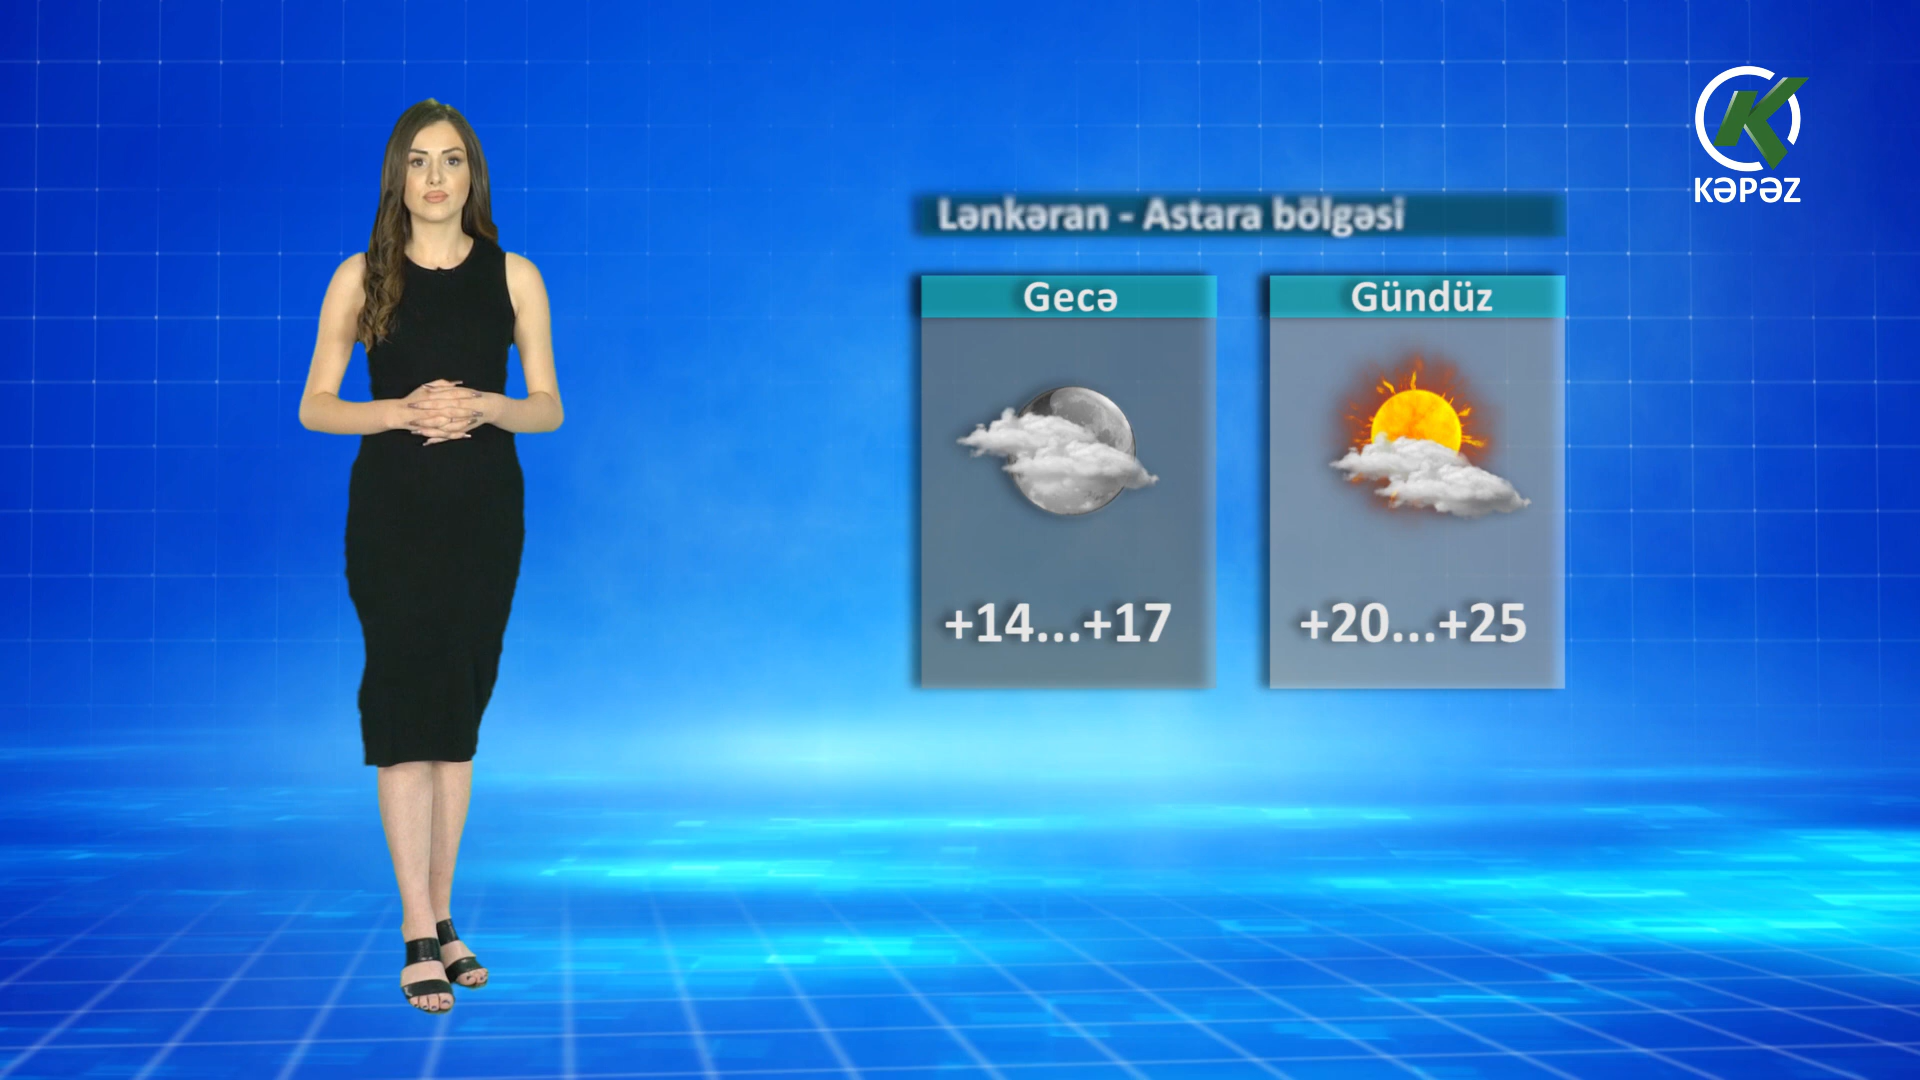 KəPəZ
Lənkəran - Astara bölgəsi
Gecə
Gündüz
+14...+17
+20...+25